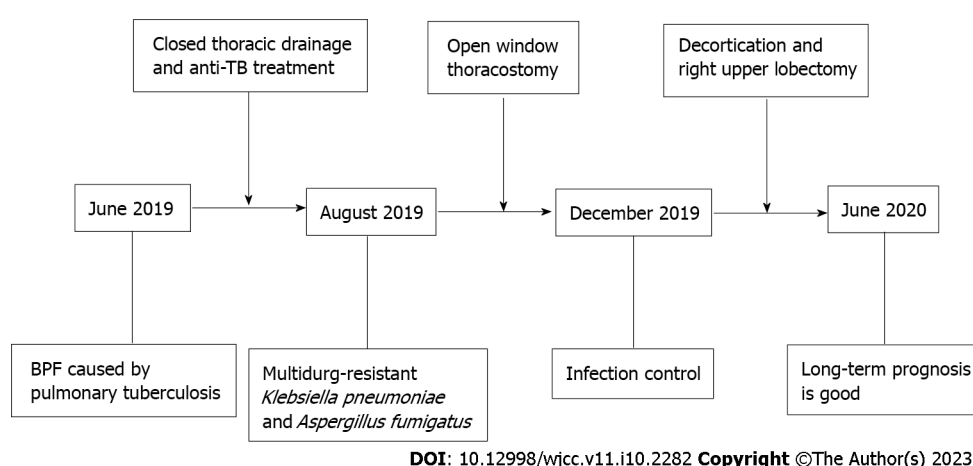 Closed thoracic drainage
and anti-TB treatment
Open window
thoracostomy
Decortication and
right upper lobectomy
June 2019
August 2019
December 2019
June 2020
BPF caused by
pulmonary tuberculosis
Multidurg-resistant
Klebsiella pneumoniae
and Aspergillus fumigatus
Infection control
Long-term prognosis
is good
DOI: 10.12998/wjcc.v11.i10.2282 Copyright ©The Author(s) 2023